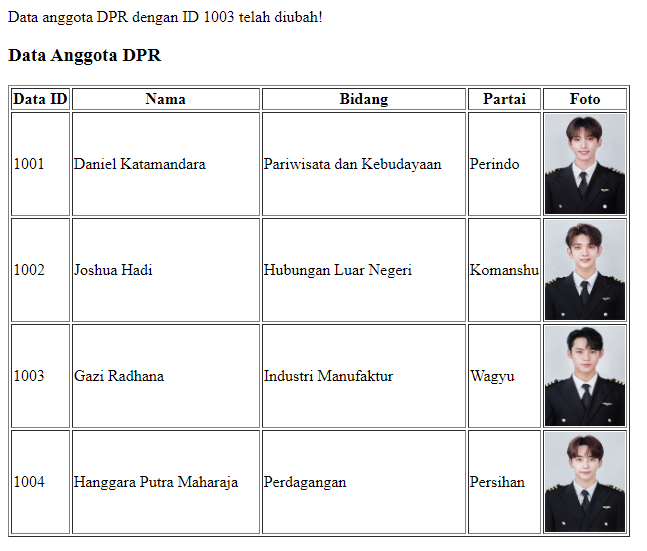 Data anggota DPR dengan ID 1003 telah diubah!
Data Anggota DPR
Data ID Nama Bidang Partai Foto
1001 Daniel Katamandara Pariwisata dan Kebudayaan Perindo
1002 Joshua Hadi Hubungan Luar Negeri Komanshu
1003 Gazi Radhana Industri Manufaktur Wagyu
1004 Hanggara Putra Maharaja Perdagangan Persihan